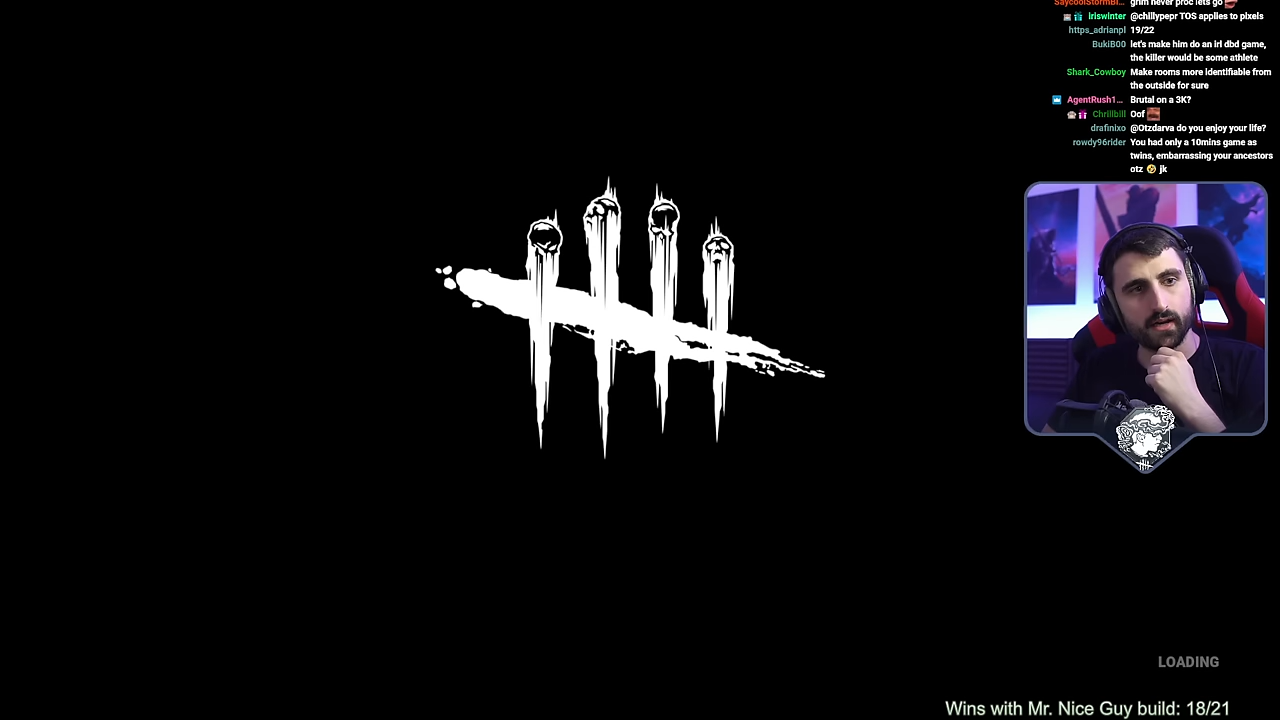 SaycoolStormBl... grim never proc lets go
Iriswinter @chillypepr TOS applies to pixels
https_adrianpl 19/22
BukiB00 let's make him do an irl dbd game,
the killer would be some athlete
Shark_Cowboy Make rooms more identifiable from
the outside for sure
AgentRush1... Brutal on a 3K?
Chrillbill Oof
drafinixo @Otzdarva do you enjoy your life?
rowdy96rider You had only a 10mins game as
twins, embarrassing your ancestors
otz 🤣 jk
LOADING
Wins with Mr. Nice Guy build: 18/21